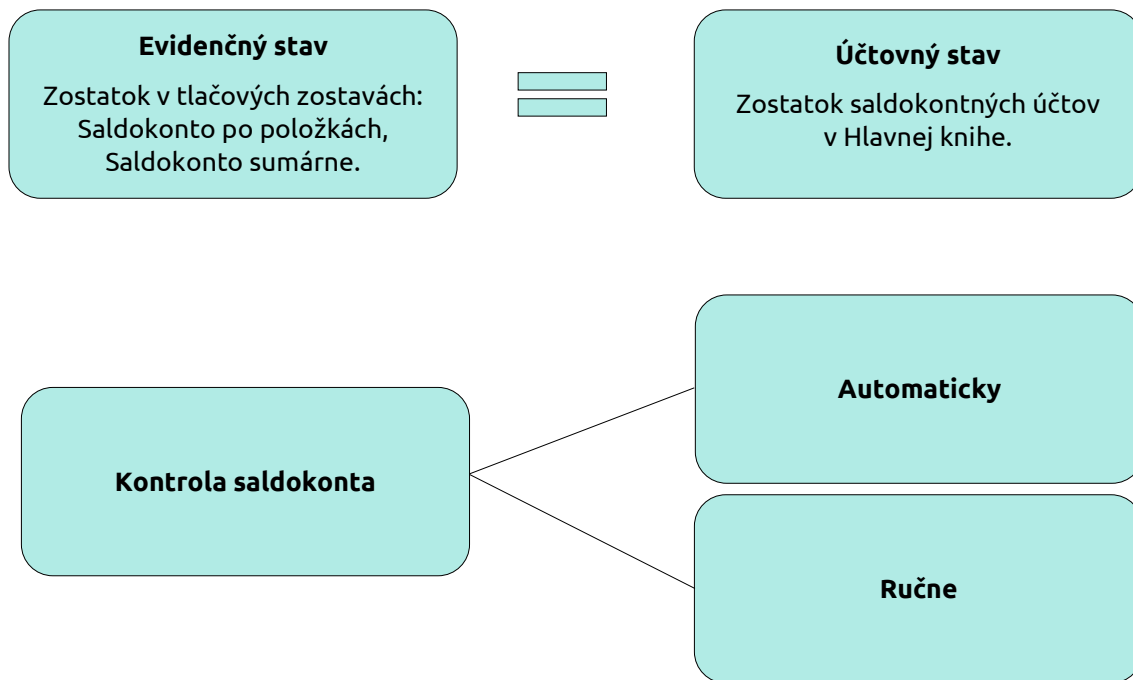 Evidenčný stav
Zostatok v tlačových zostavách:
Saldokonto po položkách,
Saldokonto sumárne.
Účtovný stav
Zostatok saldokontných účtov
v Hlavnej knihe.
Kontrola saldokonta
Automaticky
Ručne